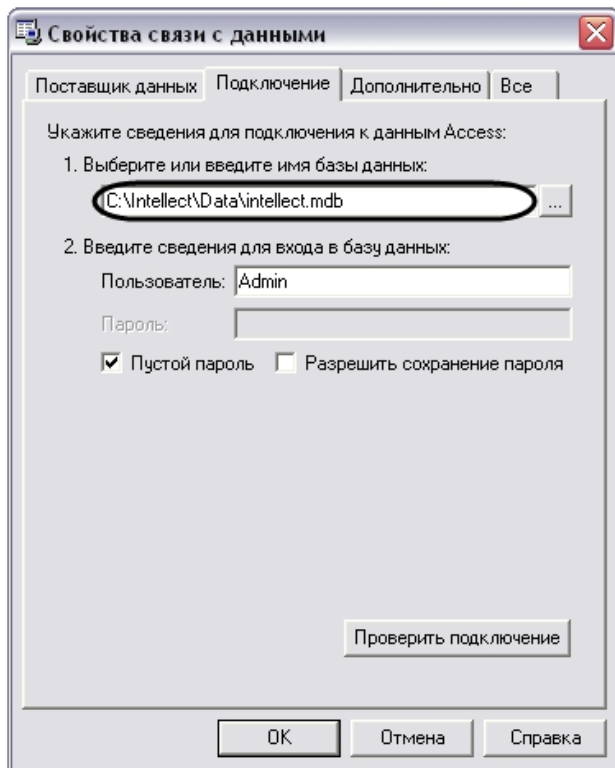 Свойства связи с данными
Поставщик данных Подключение Дополнительно Все
Укажите сведения для подключения к данным Access:
1. Выберите или введите имя базы данных:
C:\Intellect\Data\intellect.mdb ...
2. Введите сведения для входа в базу данных:
Пользователь: Admin
Пароль:
Пустой пароль Разрешить сохранение пароля
Проверить подключение
OK Отмена Справка